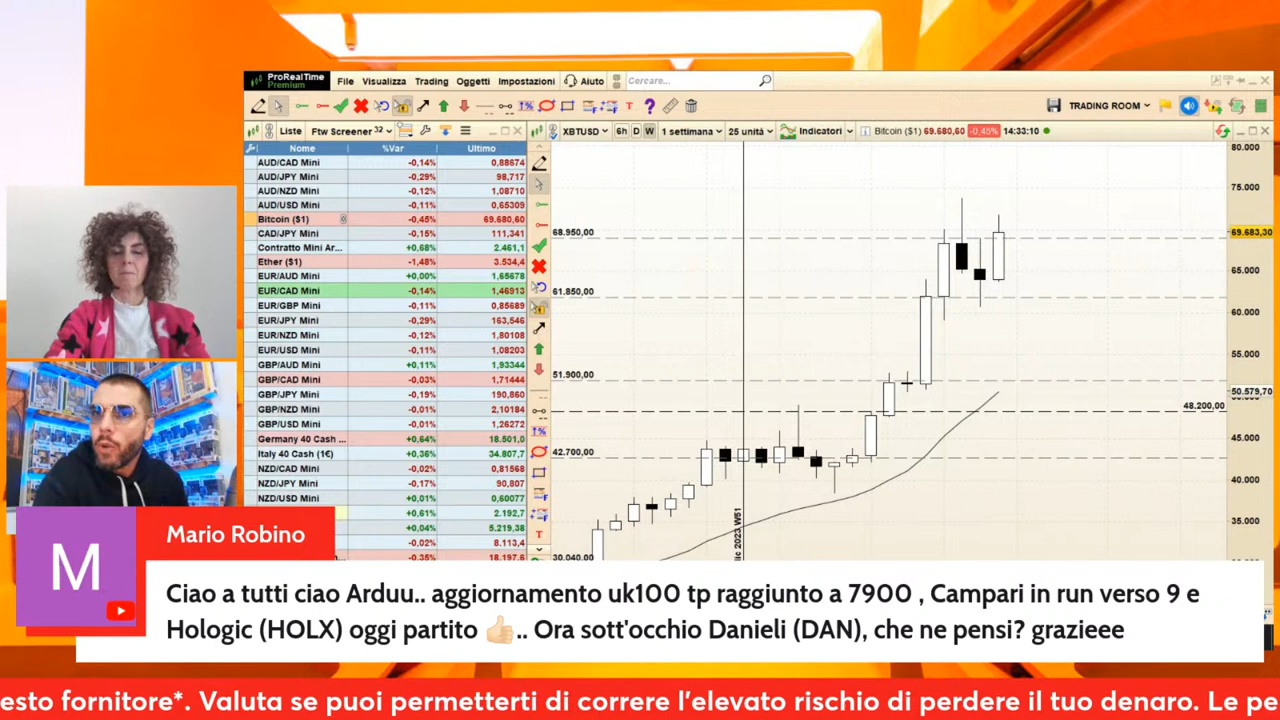 ProRealTime
Premium
File Visualizza Trading Oggetti Impostazioni Aiuto Cercare...
TRADING ROOM
Liste Ftw Screener 32
XBTUSD 6h D W 1 settimana 25 unità Indicatori Bitcoin ($1) 69.680,60 -0,45% 14:33:10
Nome %Var Ultimo
AUD/CAD Mini -0,14% 0,88674
AUD/JPY Mini -0,29% 98,717
AUD/NZD Mini -0,12% 1,08710
AUD/USD Mini -0,11% 0,65309
Bitcoin ($1) -0,45% 69.680,60
CAD/JPY Mini -0,15% 111,341
Contratto Mini Ar... +0,68% 2.461,1
Ether ($1) -1,48% 3.534,4
EUR/AUD Mini +0,00% 1,65678
EUR/CAD Mini -0,14% 1,46913
EUR/GBP Mini -0,11% 0,85689
EUR/JPY Mini -0,29% 163,546
EUR/NZD Mini -0,12% 1,80108
EUR/USD Mini -0,11% 1,08203
GBP/AUD Mini +0,11% 1,93344
GBP/CAD Mini -0,03% 1,71444
GBP/JPY Mini -0,19% 190,860
GBP/NZD Mini -0,01% 2,10184
GBP/USD Mini -0,01% 1,26272
Germany 40 Cash ... +0,64% 18.501,0
Italy 40 Cash (1€) +0,36% 34.807,7
NZD/CAD Mini -0,02% 0,81568
NZD/JPY Mini -0,17% 90,807
NZD/USD Mini +0,01% 0,60077
+0,61% 2.192,7
+0,04% 5.219,38
-0,02% 8.113,4
-0,35% 18.197,6
68.950,00
61.850,00
51.900,00
48.200,00
42.700,00
30.040,00
dic 2023 W51
80.000
75.000
69.683,30
65.000
60.000
55.000
50.579,70
45.000
40.000
35.000
M
Mario Robino
Ciao a tutti ciao Arduu.. aggiornamento uk100 tp raggiunto a 7900 , Campari in run verso 9 e
Hologic (HOLX) oggi partito 👍🏻.. Ora sott'occhio Danieli (DAN), che ne pensi? grazieee
esto fornitore*. Valuta se puoi permetterti di correre l'elevato rischio di perdere il tuo denaro. Le pe